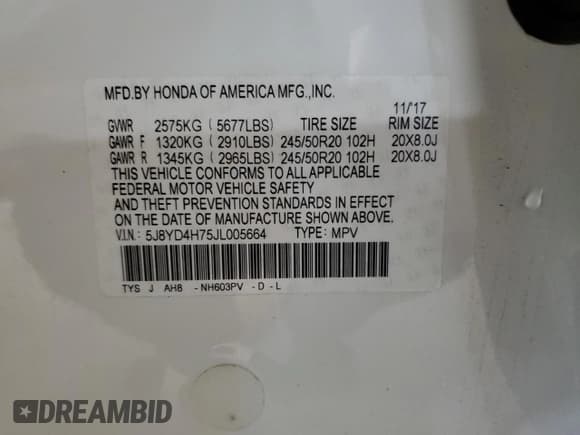 MFD.BY HONDA OF AMERICA MFG.,INC.
11/'17
GVWR 2575KG ( 5677LBS) TIRE SIZE RIM SIZE
GAWR F 1320KG ( 2910LBS) 245/50R20 102H 20X8.0J
GAWR R 1345KG ( 2965LBS) 245/50R20 102H 20X8.0J
THIS VEHICLE CONFORMS TO ALL APPLICABLE
FEDERAL MOTOR VEHICLE SAFETY
AND THEFT PREVENTION STANDARDS IN EFFECT
ON THE DATE OF MANUFACTURE SHOWN ABOVE.
V.I.N.: 5J8YD4H75JL005664 TYPE: MPV
TYS J AH8 - NH603PV - D - L
DREAMBID